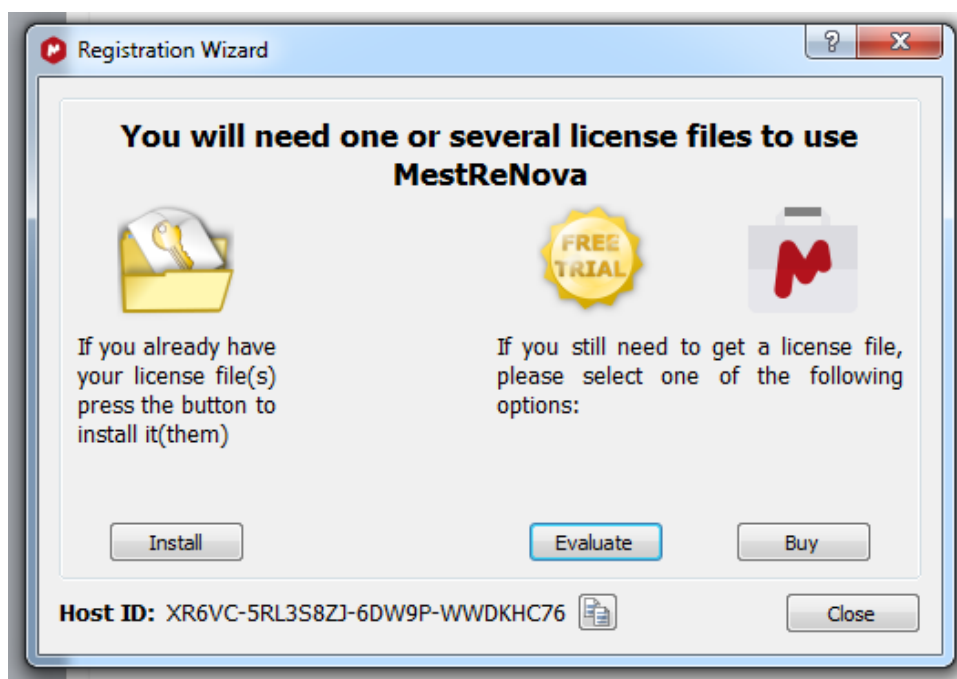 Registration Wizard
You will need one or several license files to use
MestReNova
FREE
TRIAL
If you already have
your license file(s)
press the button to
install it(them)
If you still need to get a license file,
please select one of the following
options:
Install
Evaluate
Buy
Host ID: XR6VC-5RL3S8ZJ-6DW9P-WWDKHC76
Close